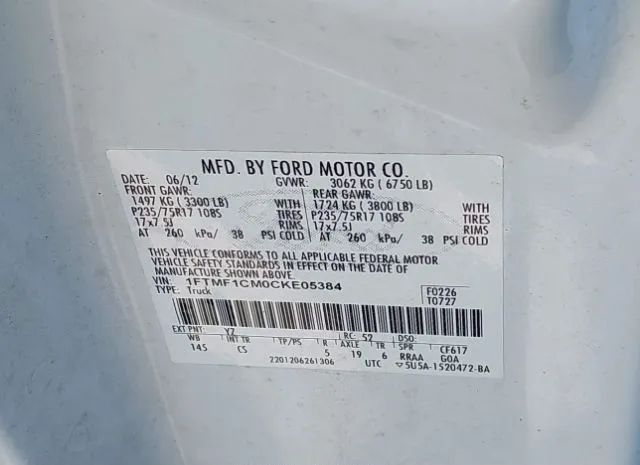 MFD. BY FORD MOTOR CO.
DATE: 06/12 GVWR: 3062 KG ( 6750 LB)
FRONT GAWR: REAR GAWR:
1497 KG ( 3300 LB) WITH 1724 KG ( 3800 LB) WITH
P235/75R17 108S TIRES P235/75R17 108S TIRES
17x7.5J RIMS 17x7.5J RIMS
AT 260 kPa/ 38 PSI COLD AT 260 kPa/ 38 PSI COLD
THIS VEHICLE CONFORMS TO ALL APPLICABLE FEDERAL MOTOR
VEHICLE SAFETY STANDARDS IN EFFECT ON THE DATE OF
MANUFACTURE SHOWN ABOVE.
VIN: 1FTMF1CM0CKE05384 F0226
TYPE: Truck T0727
EXT PNT: YZ RC: 52 DSO:
WB INT TR TP/PS R AXLE TR SPR CF617
145 CS 5 19 6 RRAA GOA
2201206261306 UTC ▽5U5A-1520472-BA